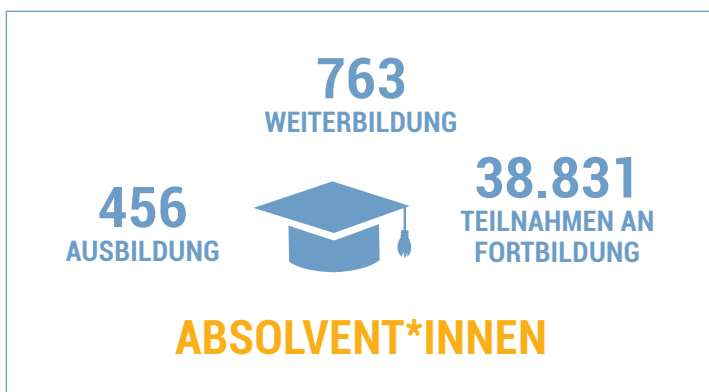 763
WEITERBILDUNG
456
AUSBILDUNG
38.831
TEILNAHMEN AN
FORTBILDUNG
ABSOLVENT*INNEN